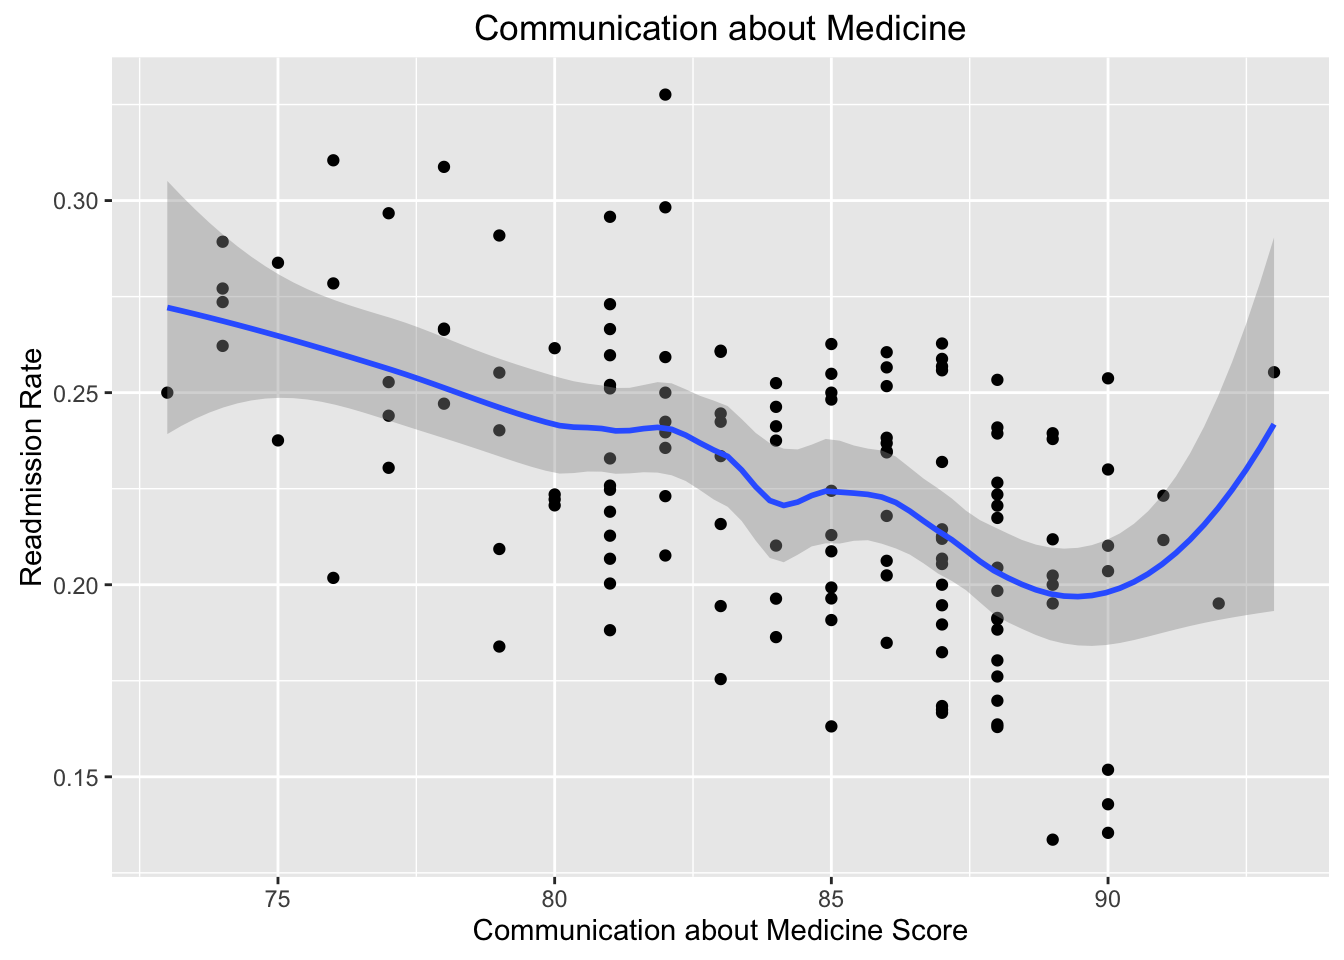 Communication about Medicine
Readmission Rate
0.30
0.25
0.20
0.15
75 80 85 90
Communication about Medicine Score